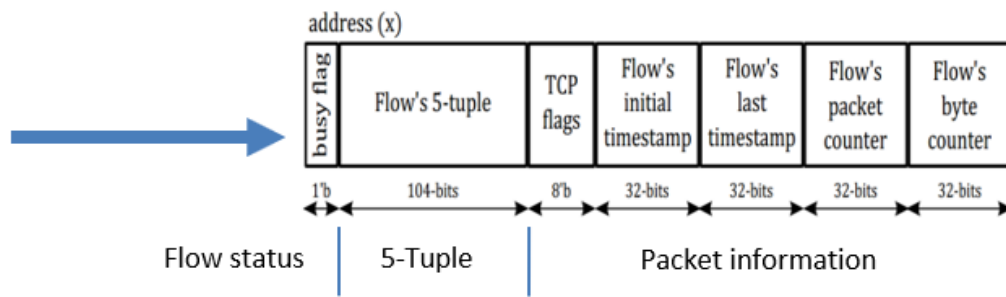 address (x)
busy flag
Flow's 5-tuple
TCP
flags
Flow's
initial
timestamp
Flow's
last
timestamp
Flow's
packet
counter
Flow's
byte
counter
1'b
104-bits
8'b
32-bits
32-bits
32-bits
32-bits
Flow status
5-Tuple
Packet information